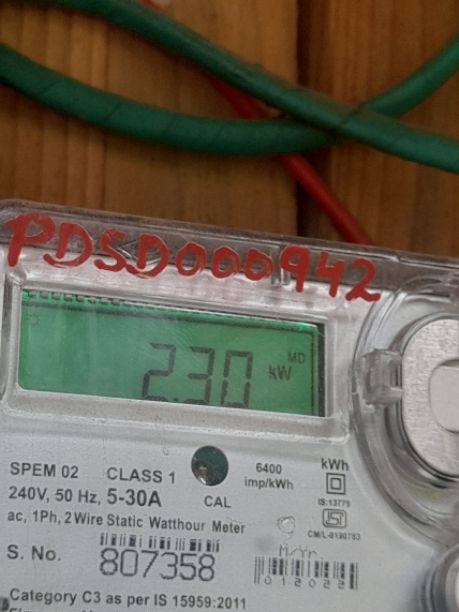 PDSD000942
2.30 kW MD
SPEM 02 CLASS 1 6400 imp/kWh kWh
240V, 50 Hz, 5-30A CAL IS:13779
ac, 1Ph, 2 Wire Static Watthour Meter CM/L-8190783
S. No. 807358 M/Yr
012022
Category C3 as per IS 15959:2011